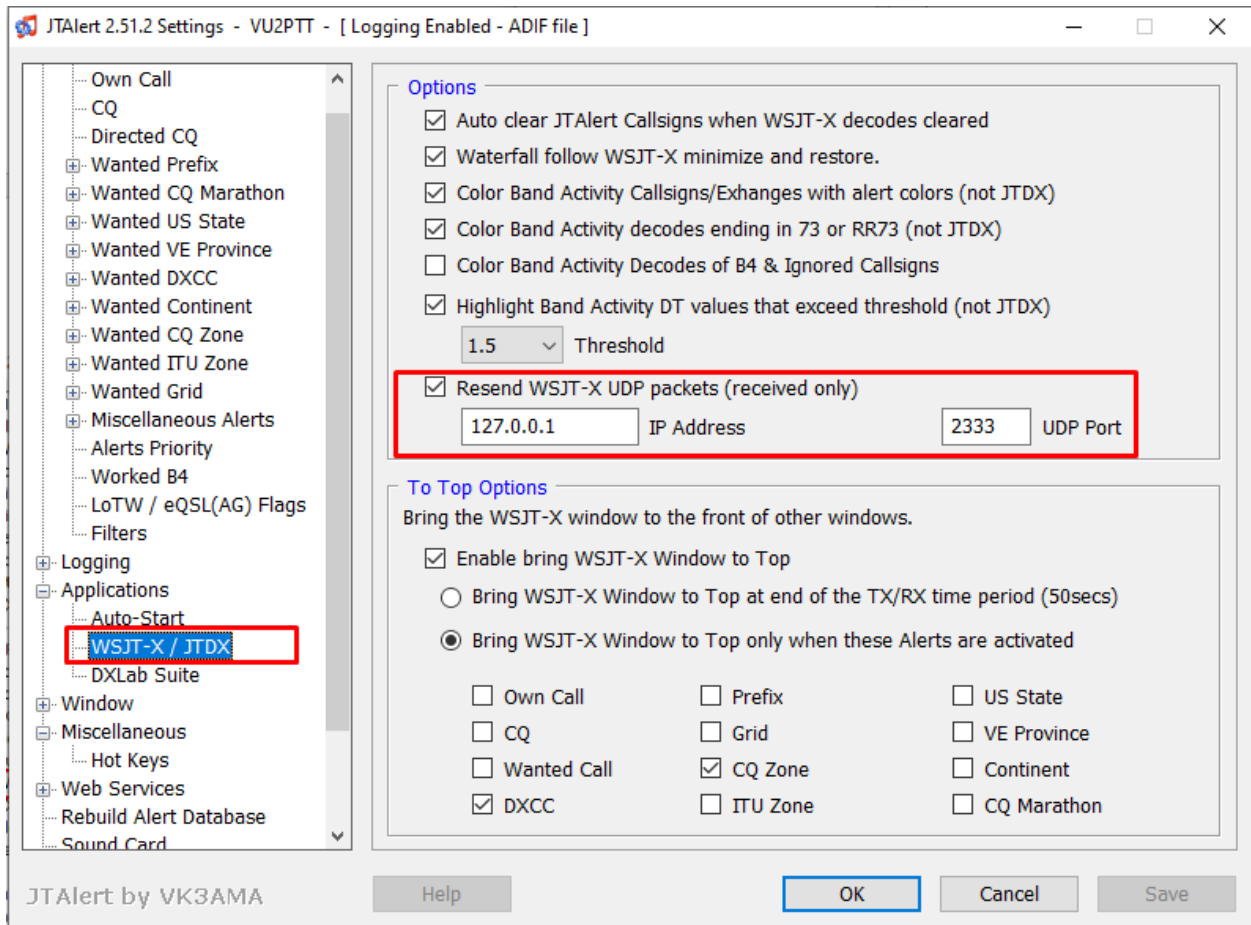 JTAlert 2.51.2 Settings - VU2PTT - [ Logging Enabled - ADIF file ]
Own Call
CQ
Directed CQ
Wanted Prefix
Wanted CQ Marathon
Wanted US State
Wanted VE Province
Wanted DXCC
Wanted Continent
Wanted CQ Zone
Wanted ITU Zone
Wanted Grid
Miscellaneous Alerts
Alerts Priority
Worked B4
LoTW / eQSL(AG) Flags
Filters
Logging
Applications
Auto-Start
WSJT-X / JTDX
DXLab Suite
Window
Miscellaneous
Hot Keys
Web Services
Rebuild Alert Database
Sound Card
Options
Auto clear JTAlert Callsigns when WSJT-X decodes cleared
Waterfall follow WSJT-X minimize and restore.
Color Band Activity Callsigns/Exhanges with alert colors (not JTDX)
Color Band Activity decodes ending in 73 or RR73 (not JTDX)
Color Band Activity Decodes of B4 & Ignored Callsigns
Highlight Band Activity DT values that exceed threshold (not JTDX)
1.5 Threshold
Resend WSJT-X UDP packets (received only)
127.0.0.1 IP Address 2333 UDP Port
To Top Options
Bring the WSJT-X window to the front of other windows.
Enable bring WSJT-X Window to Top
Bring WSJT-X Window to Top at end of the TX/RX time period (50secs)
Bring WSJT-X Window to Top only when these Alerts are activated
Own Call Prefix US State
CQ Grid VE Province
Wanted Call CQ Zone Continent
DXCC ITU Zone CQ Marathon
JTAlert by VK3AMA
Help OK Cancel Save